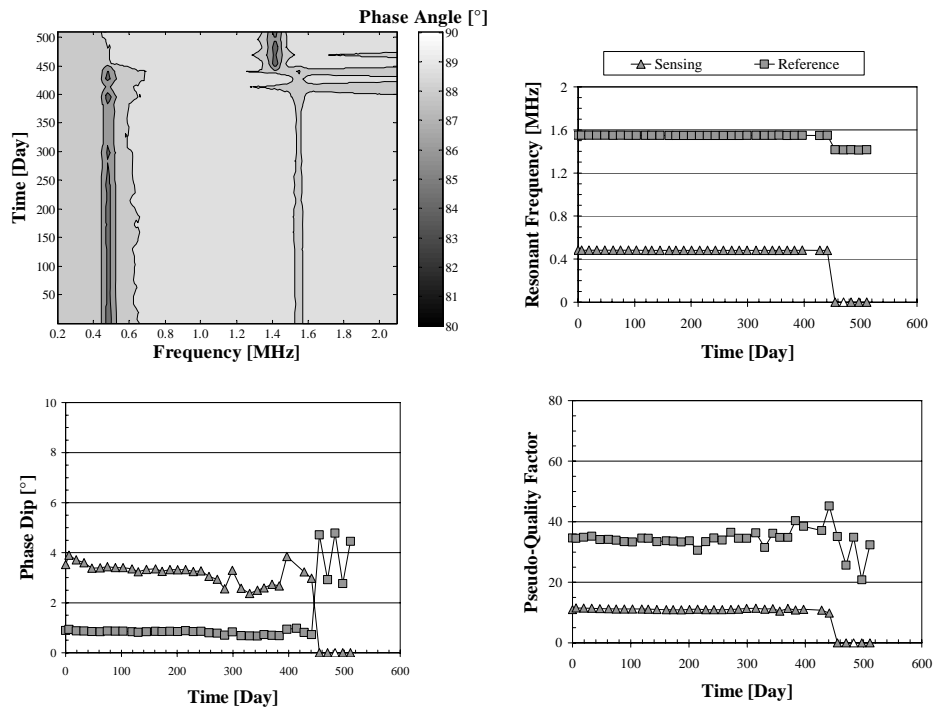 Phase Angle [°]
500
450
400
350
300
250
200
150
100
50
Time [Day]
0.2 0.4 0.6 0.8 1.0 1.2 1.4 1.6 1.8 2.0
Frequency [MHz]
90
89
88
87
86
85
84
83
82
81
80
Sensing Reference
2
1.6
1.2
0.8
0.4
0
Resonant Frequency [MHz]
0 100 200 300 400 500 600
Time [Day]
10
8
6
4
2
0
Phase Dip [°]
0 100 200 300 400 500 600
Time [Day]
80
60
40
20
0
Pseudo-Quality Factor
0 100 200 300 400 500 600
Time [Day]